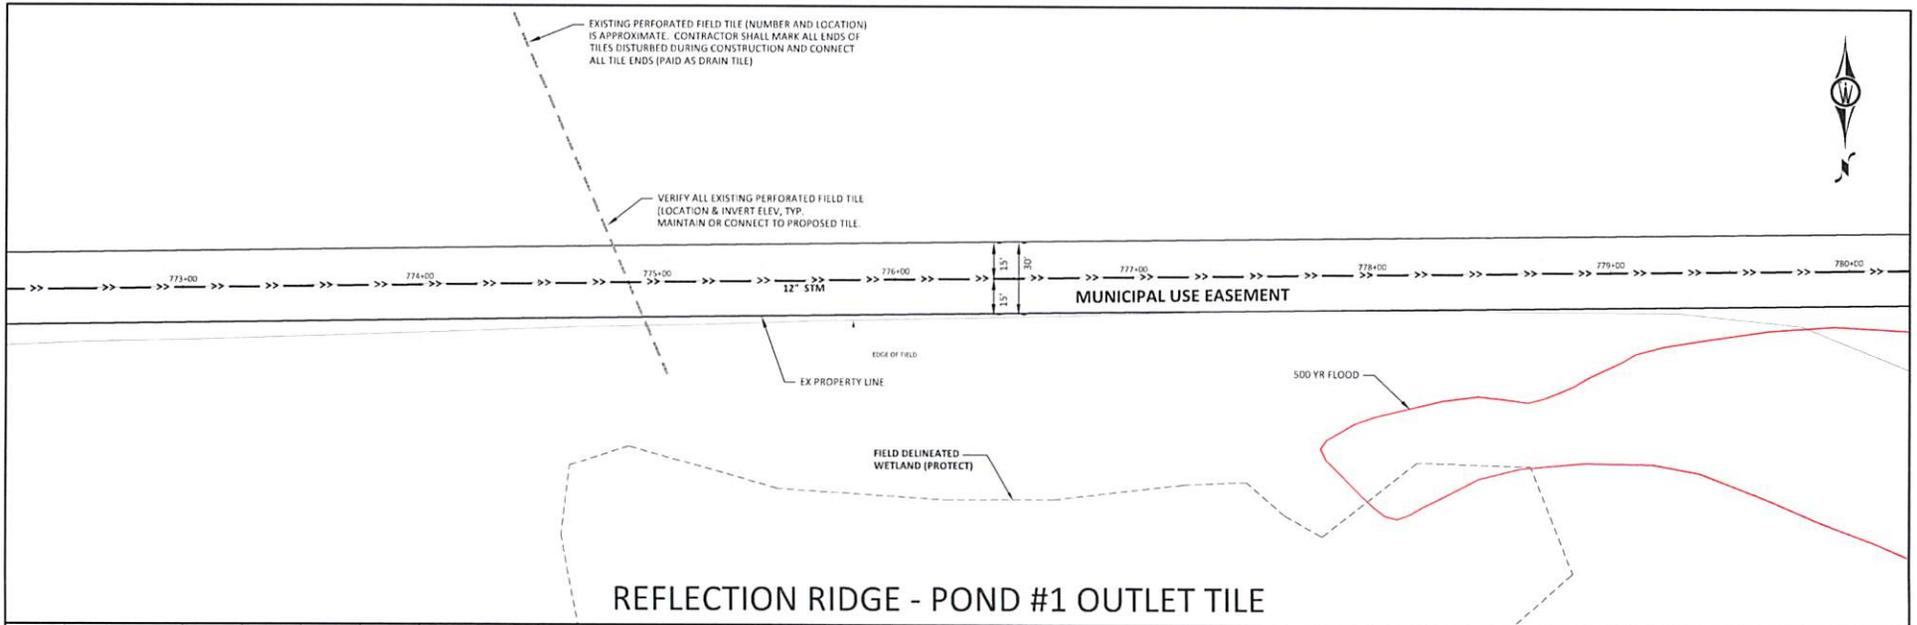 EXISTING PERFORATED FIELD TILE (NUMBER AND LOCATION)
IS APPROXIMATE. CONTRACTOR SHALL MARK ALL ENDS OF
TILES DISTURBED DURING CONSTRUCTION AND CONNECT
ALL TILE ENDS (PAID AS DRAIN TILE)
W
N
VERIFY ALL EXISTING PERFORATED FIELD TILE
(LOCATION & INVERT ELEV, TYP.
MAINTAIN OR CONNECT TO PROPOSED TILE.
773+00
774+00
775+00
776+00
777+00
778+00
779+00
780+00
15'
30'
15'
12" STM
MUNICIPAL USE EASEMENT
EDGE OF FIELD
EX PROPERTY LINE
500 YR FLOOD
FIELD DELINEATED
WETLAND (PROTECT)
REFLECTION RIDGE - POND #1 OUTLET TILE